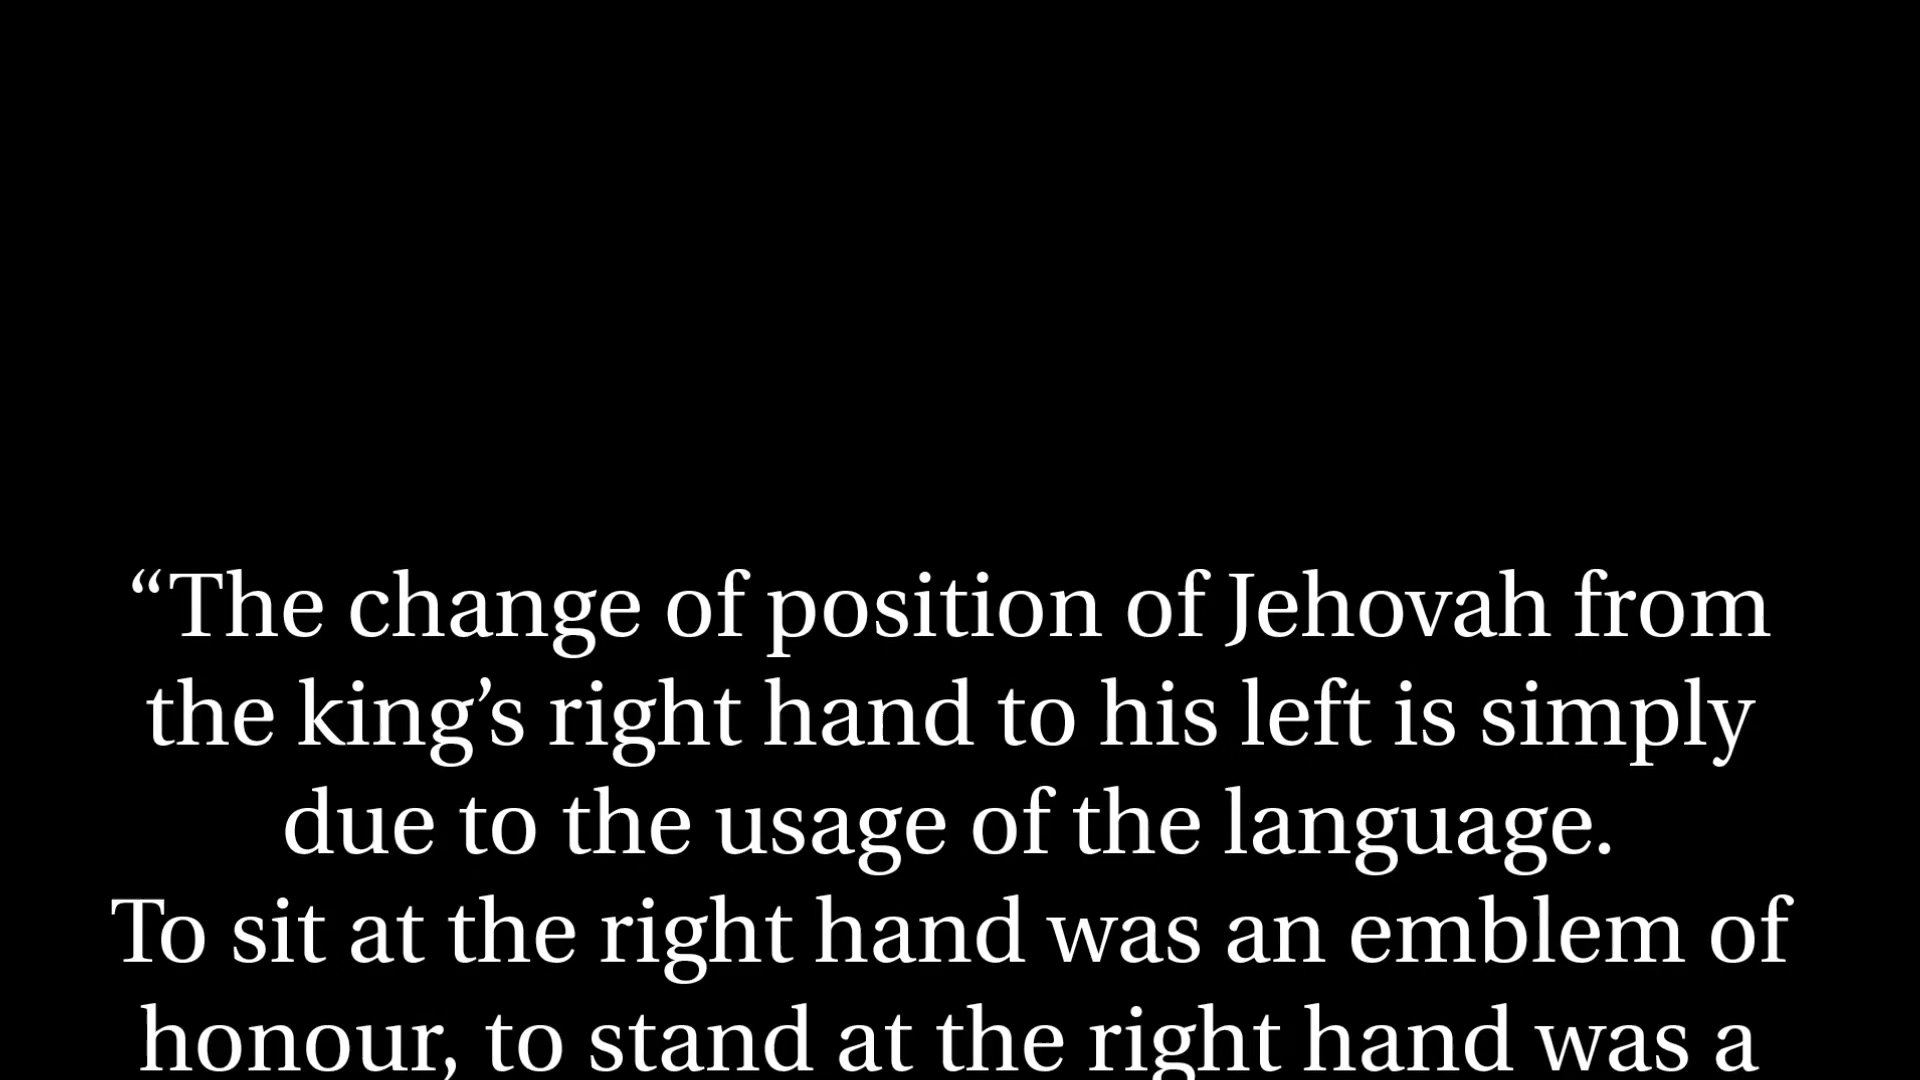 “The change of position of Jehovah from
the king’s right hand to his left is simply
due to the usage of the language.
To sit at the right hand was an emblem of
honour, to stand at the right hand was a